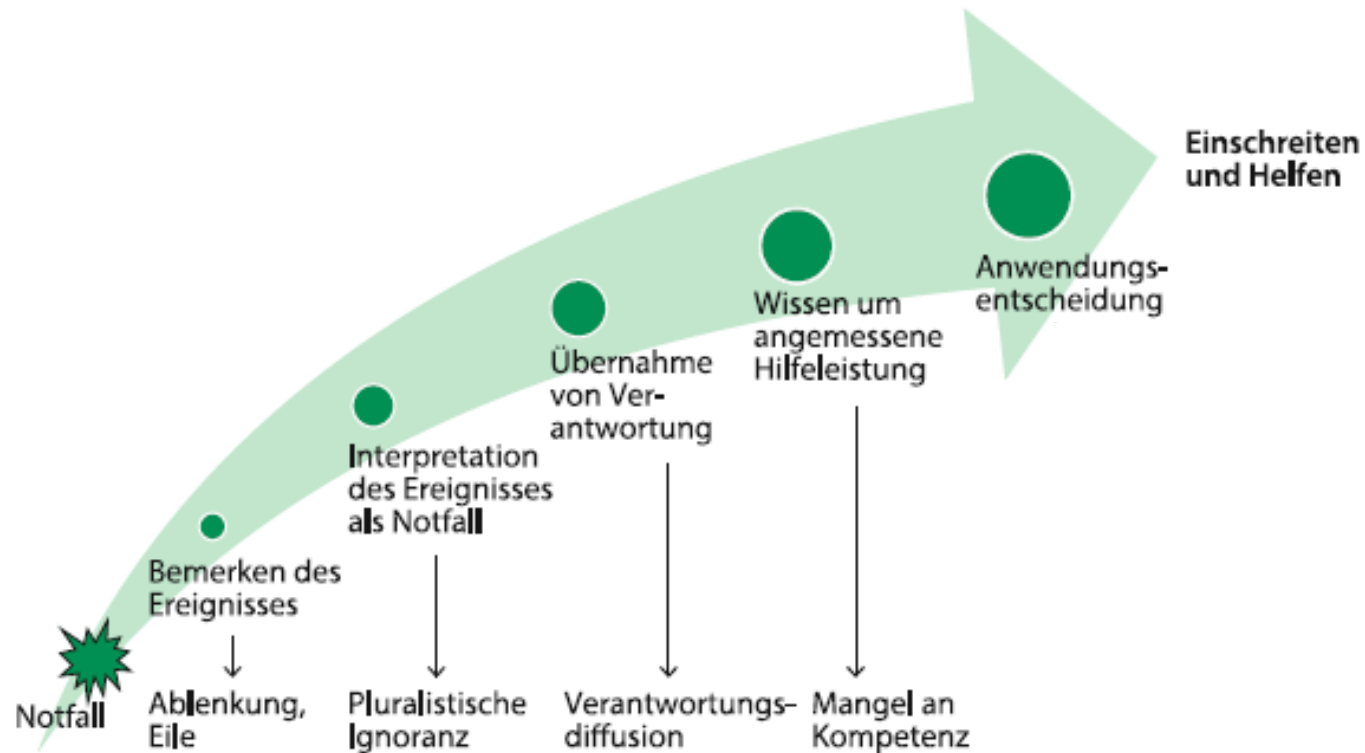 Einschreiten
und Helfen
Anwendungs-
entscheidung
Wissen um
angemessene
Hilfeleistung
Übernahme
von Ver-
antwortung
Interpretation
des Ereignisses
als Notfall
Bemerken des
Ereignisses
Notfall
Ablenkung,
Eile
Pluralistische
Ignoranz
Verantwortungs-
diffusion
Mangel an
Kompetenz